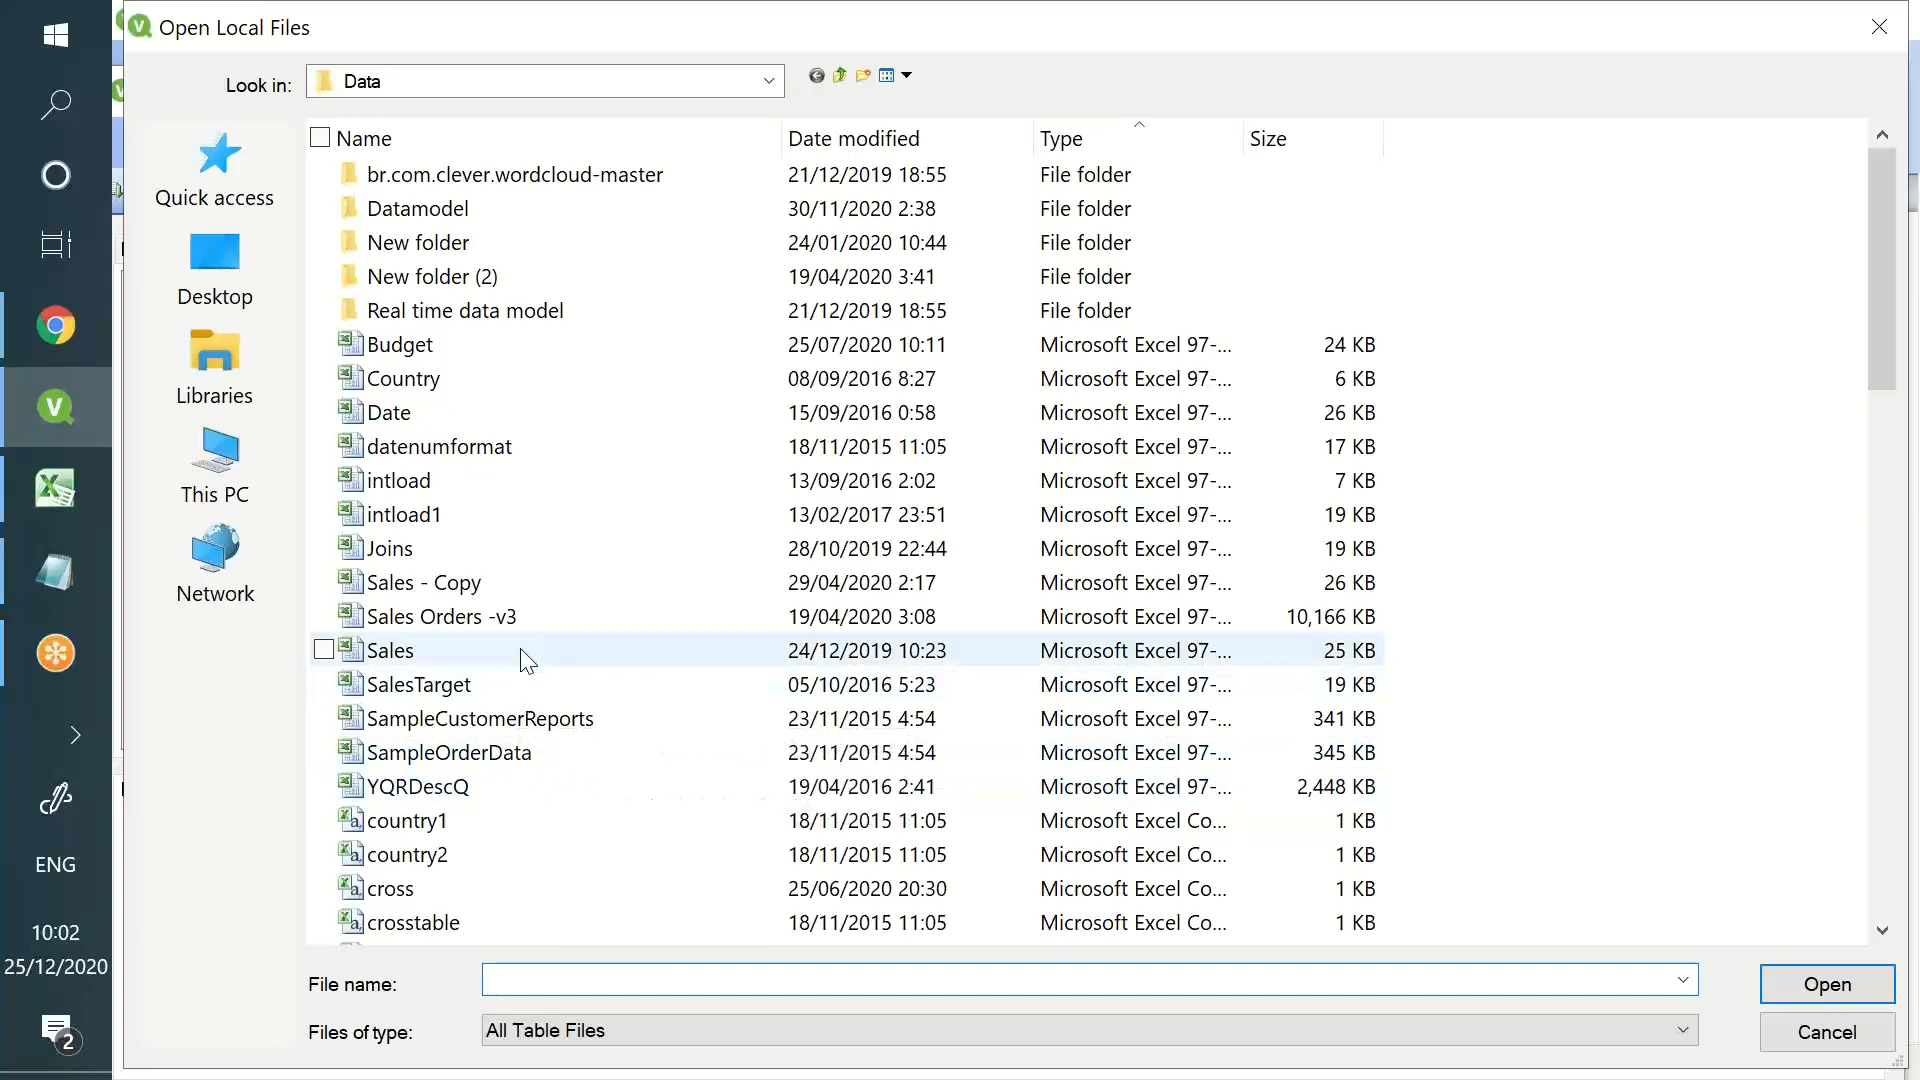 Open Local Files
Look in: Data
Name Date modified Type Size
br.com.clever.wordcloud-master 21/12/2019 18:55 File folder
Datamodel 30/11/2020 2:38 File folder
New folder 24/01/2020 10:44 File folder
New folder (2) 19/04/2020 3:41 File folder
Real time data model 21/12/2019 18:55 File folder
Budget 25/07/2020 10:11 Microsoft Excel 97-... 24 KB
Country 08/09/2016 8:27 Microsoft Excel 97-... 6 KB
Date 15/09/2016 0:58 Microsoft Excel 97-... 26 KB
datenumformat 18/11/2015 11:05 Microsoft Excel 97-... 17 KB
intload 13/09/2016 2:02 Microsoft Excel 97-... 7 KB
intload1 13/02/2017 23:51 Microsoft Excel 97-... 19 KB
Joins 28/10/2019 22:44 Microsoft Excel 97-... 19 KB
Sales - Copy 29/04/2020 2:17 Microsoft Excel 97-... 26 KB
Sales Orders -v3 19/04/2020 3:08 Microsoft Excel 97-... 10,166 KB
Sales 24/12/2019 10:23 Microsoft Excel 97-... 25 KB
SalesTarget 05/10/2016 5:23 Microsoft Excel 97-... 19 KB
SampleCustomerReports 23/11/2015 4:54 Microsoft Excel 97-... 341 KB
SampleOrderData 23/11/2015 4:54 Microsoft Excel 97-... 345 KB
YQRDescQ 19/04/2016 2:41 Microsoft Excel 97-... 2,448 KB
country1 18/11/2015 11:05 Microsoft Excel Co... 1 KB
country2 18/11/2015 11:05 Microsoft Excel Co... 1 KB
cross 25/06/2020 20:30 Microsoft Excel Co... 1 KB
crosstable 18/11/2015 11:05 Microsoft Excel Co... 1 KB
Quick access
Desktop
Libraries
This PC
Network
File name:
Open
Files of type: All Table Files
Cancel
ENG
10:02
25/12/2020
2